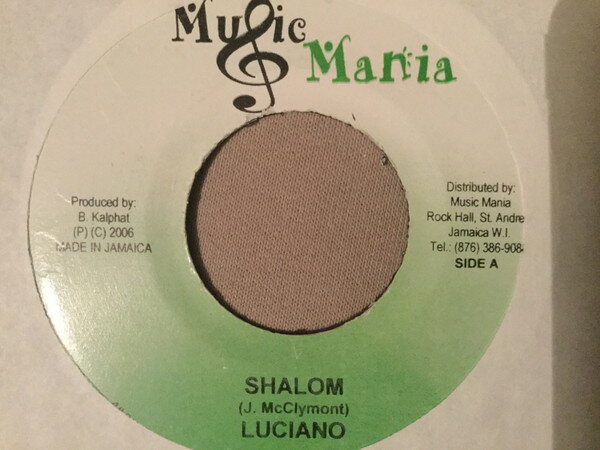 Music
Mania
Produced by:
B. Kalphat
(P) (C) 2006
MADE IN JAMAICA
Distributed by:
Music Mania
Rock Hall, St. Andre
Jamaica W.I.
Tel.: (876) 386-908
SIDE A
SHALOM
(J. McClymont)
LUCIANO